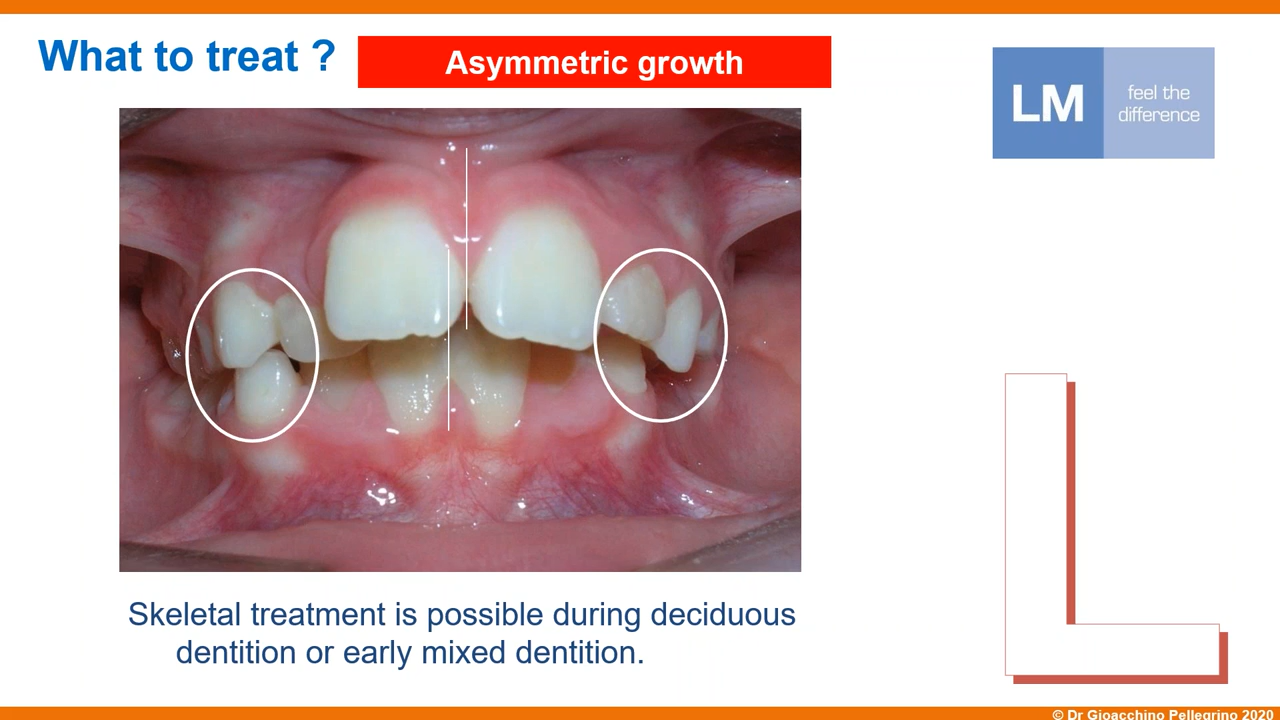 What to treat ?
Asymmetric growth
LM
feel the
difference
Skeletal treatment is possible during deciduous
dentition or early mixed dentition.
L
© Dr Gioacchino Pellegrino 2020